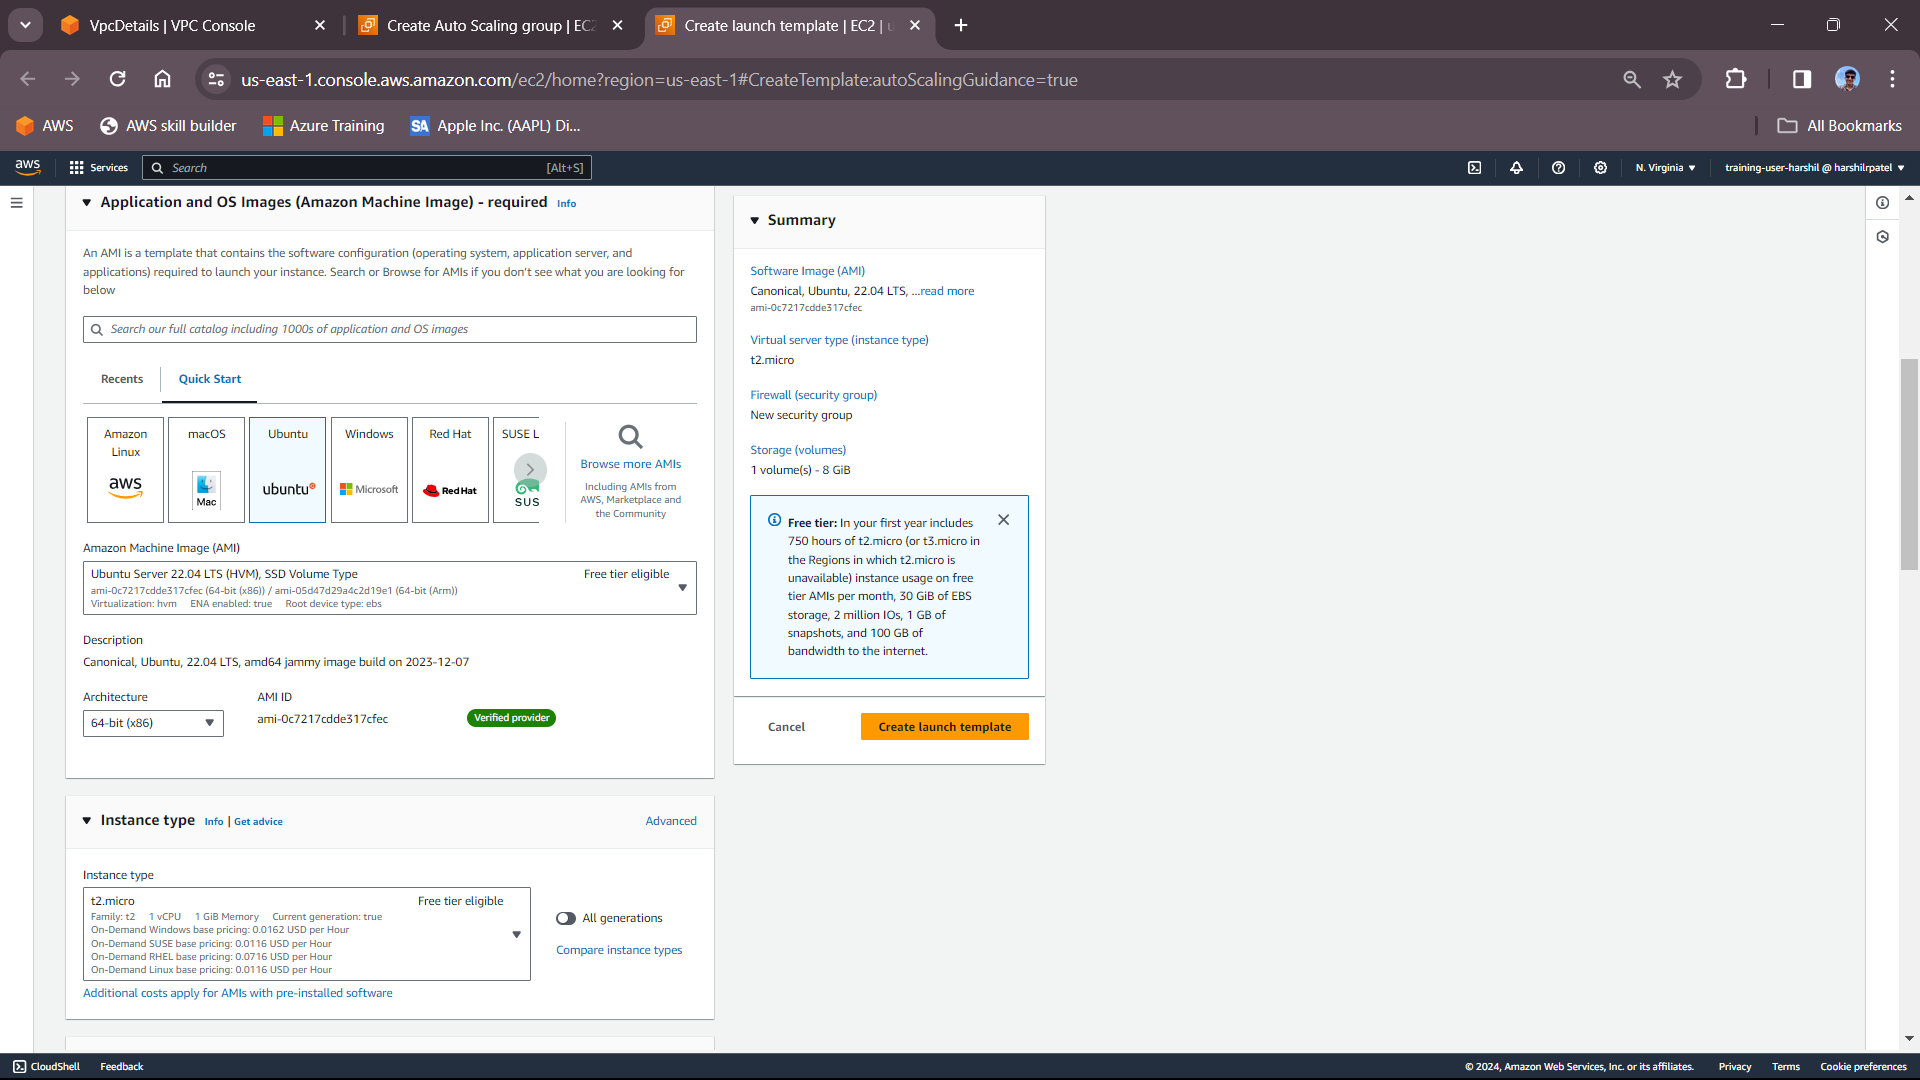 VpcDetails | VPC Console
Create Auto Scaling group | EC2
Create launch template | EC2 | u
us-east-1.console.aws.amazon.com/ec2/home?region=us-east-1#CreateTemplate:autoScalingGuidance=true
AWS
AWS skill builder
Azure Training
SA
Apple Inc. (AAPL) Di...
All Bookmarks
aws
Services
Search
[Alt+S]
N. Virginia
training-user-harshil @ harshilrpatel
Application and OS Images (Amazon Machine Image) - required Info
An AMI is a template that contains the software configuration (operating system, application server, and
applications) required to launch your instance. Search or Browse for AMIs if you don't see what you are looking for
below
Search our full catalog including 1000s of application and OS images
Recents
Quick Start
Amazon
Linux
aws
macOS
Mac
Ubuntu
ubuntu
Windows
Microsoft
Red Hat
Red Hat
SUSE L
SUS
Browse more AMIs
Including AMIs from
AWS, Marketplace and
the Community
Amazon Machine Image (AMI)
Ubuntu Server 22.04 LTS (HVM), SSD Volume Type
Free tier eligible
ami-0c7217cdde317cfec (64-bit (x86)) / ami-05d47d29a4c2d19e1 (64-bit (Arm))
Virtualization: hvm ENA enabled: true Root device type: ebs
Description
Canonical, Ubuntu, 22.04 LTS, amd64 jammy image build on 2023-12-07
Architecture
64-bit (x86)
AMI ID
ami-0c7217cdde317cfec
Verified provider
Instance type Info | Get advice
Advanced
Instance type
t2.micro
Free tier eligible
Family: t2 1 vCPU 1 GiB Memory Current generation: true
On-Demand Windows base pricing: 0.0162 USD per Hour
On-Demand SUSE base pricing: 0.0116 USD per Hour
On-Demand RHEL base pricing: 0.0716 USD per Hour
On-Demand Linux base pricing: 0.0116 USD per Hour
All generations
Compare instance types
Additional costs apply for AMIs with pre-installed software
Summary
Software Image (AMI)
Canonical, Ubuntu, 22.04 LTS, ...read more
ami-0c7217cdde317cfec
Virtual server type (instance type)
t2.micro
Firewall (security group)
New security group
Storage (volumes)
1 volume(s) - 8 GiB
Free tier: In your first year includes
750 hours of t2.micro (or t3.micro in
the Regions in which t2.micro is
unavailable) instance usage on free
tier AMIs per month, 30 GiB of EBS
storage, 2 million IOs, 1 GB of
snapshots, and 100 GB of
bandwidth to the internet.
Cancel
Create launch template
CloudShell
Feedback
© 2024, Amazon Web Services, Inc. or its affiliates.
Privacy
Terms
Cookie preferences